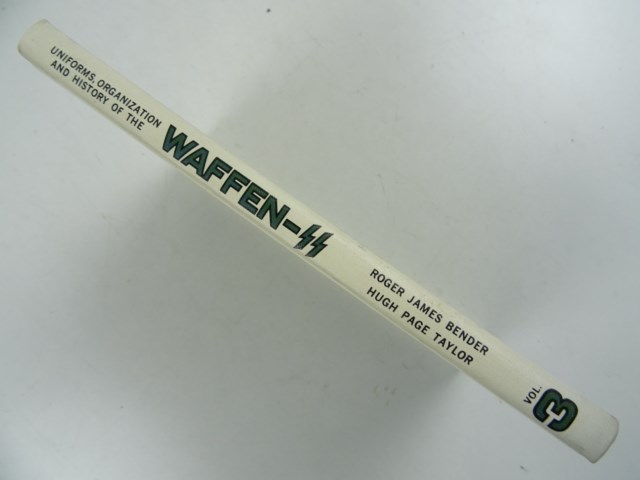 UNIFORMS, ORGANIZATION
AND HISTORY OF THE
WAFFEN-SS
ROGER JAMES BENDER
HUGH PAGE TAYLOR
VOL.
3